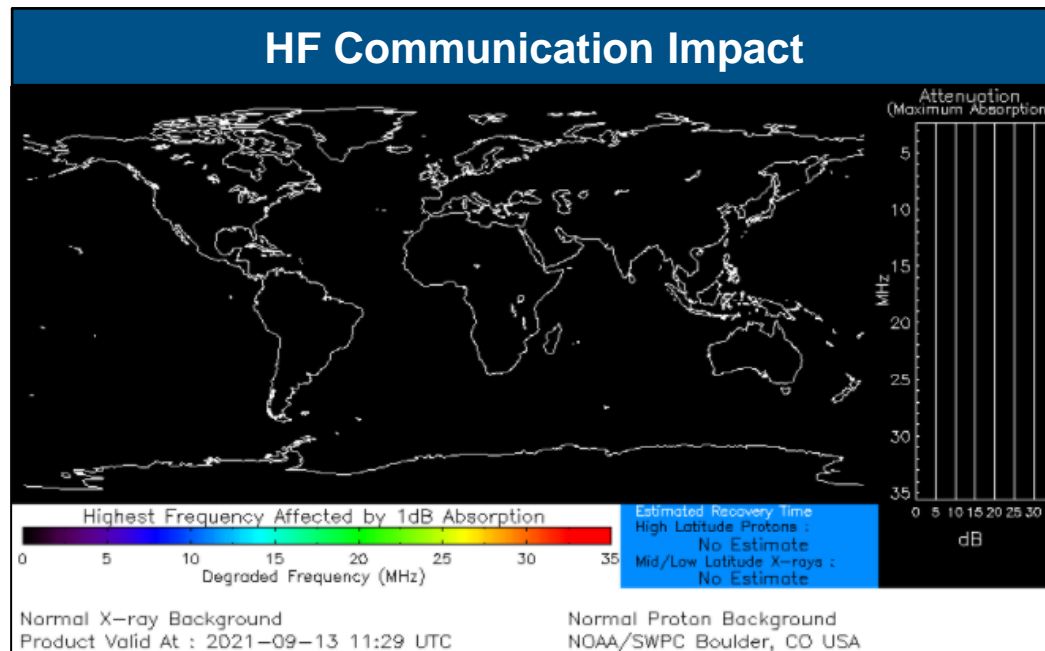 HF Communication Impact
Attenuation
(Maximum Absorption
5
10
15
20
25
30
35
MHz
0 5 10 15 20 25 30
dB
Highest Frequency Affected by 1dB Absorption
0 5 10 15 20 25 30 35
Degraded Frequency (MHz)
Estimated Recovery Time
High Latitude Protons :
No Estimate
Mid/Low Latitude X-rays :
No Estimate
Normal X-ray Background
Product Valid At : 2021-09-13 11:29 UTC
Normal Proton Background
NOAA/SWPC Boulder, CO USA